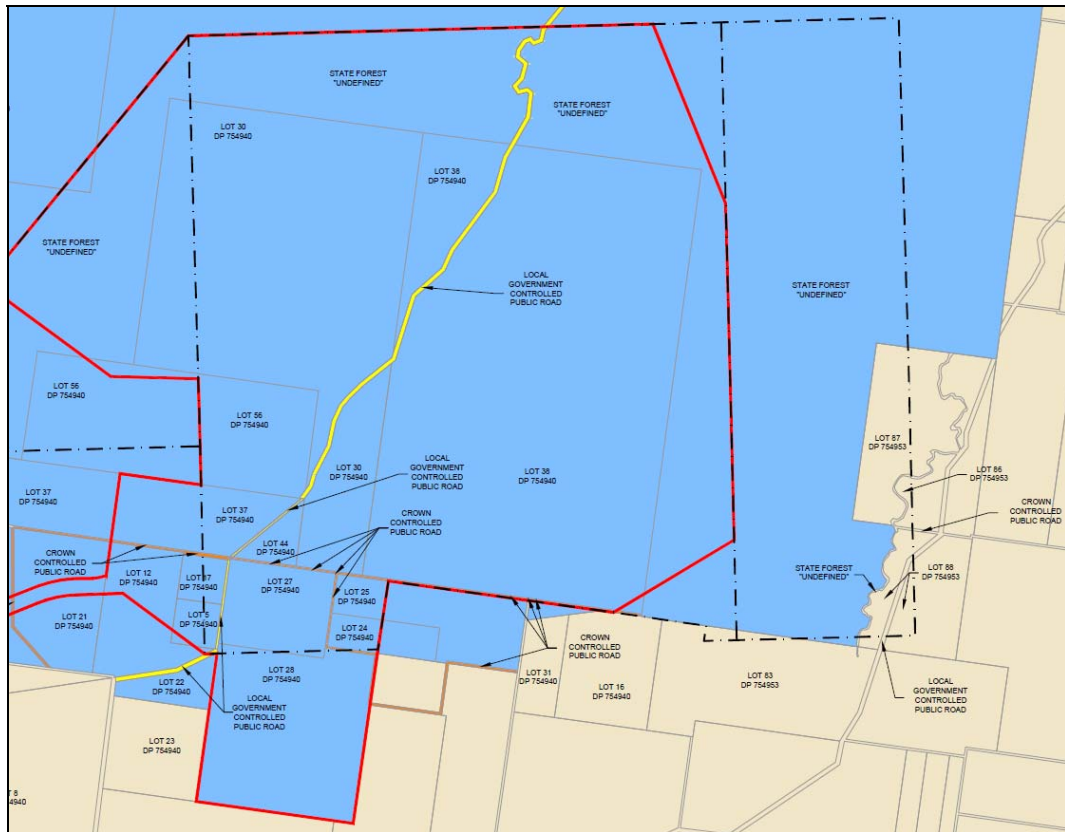 STATE FOREST
"UNDEFINED"
STATE FOREST
"UNDEFINED"
LOT 30
DP 754940
LOT 38
DP 754940
STATE FOREST
"UNDEFINED"
LOCAL
GOVERNMENT
CONTROLLED
PUBLIC ROAD
STATE FOREST
"UNDEFINED"
LOT 56
DP 754940
LOT 56
DP 754940
LOT 87
DP 754953
LOT 30
DP 754940
LOCAL
GOVERNMENT
CONTROLLED
PUBLIC ROAD
LOT 38
DP 754940
LOT 86
DP 754953
LOT 37
DP 754940
LOT 37
DP 754940
CROWN
CONTROLLED
PUBLIC ROAD
CROWN
CONTROLLED
PUBLIC ROAD
LOT 44
DP 754940
CROWN
CONTROLLED
PUBLIC ROAD
LOT 12
DP 754940
LOT 37
DP 754940
LOT 27
DP 754940
LOT 25
DP 754940
STATE FOREST
"UNDEFINED"
LOT 88
DP 754953
LOT 21
DP 754940
LOT 5
DP 754940
LOT 24
DP 754940
CROWN
CONTROLLED
PUBLIC ROAD
LOT 28
DP 754940
LOT 31
DP 754940
LOT 16
DP 754940
LOT 83
DP 754953
LOCAL
GOVERNMENT
CONTROLLED
PUBLIC ROAD
LOT 22
DP 754940
LOCAL
GOVERNMENT
CONTROLLED
PUBLIC ROAD
LOT 23
DP 754940
T 8
4940